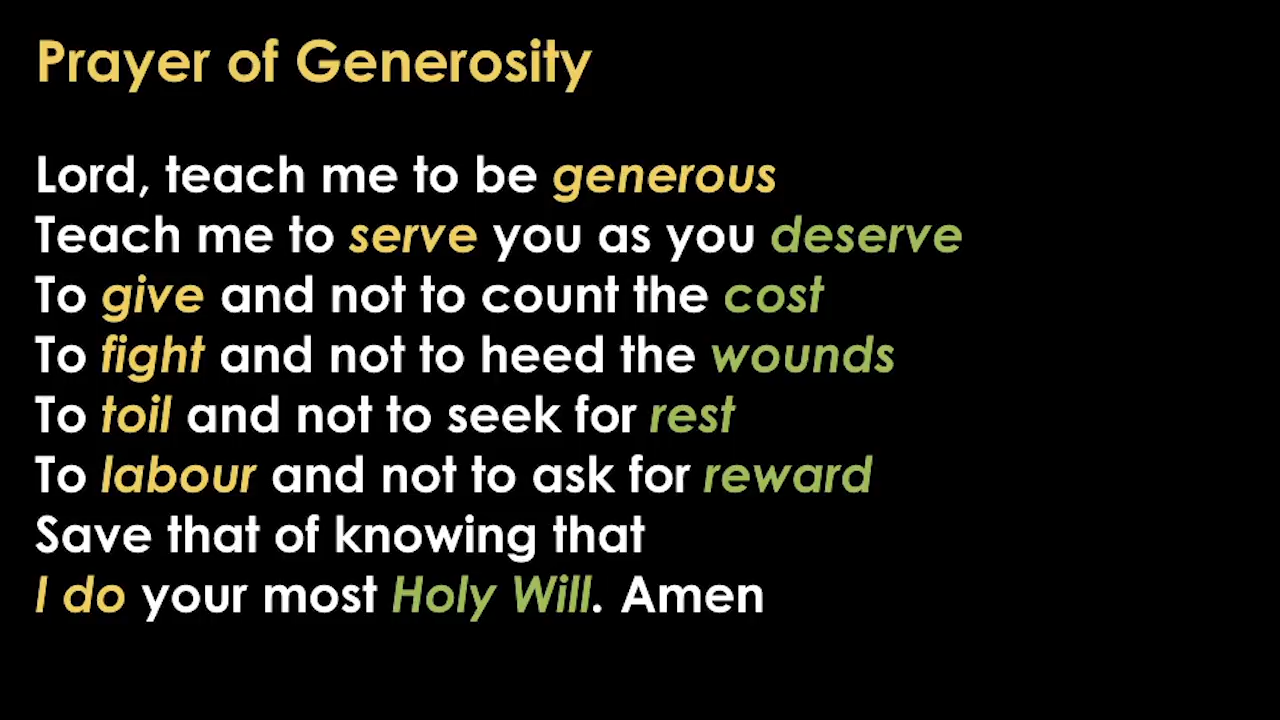 Prayer of Generosity
Lord, teach me to be generous
Teach me to serve you as you deserve
To give and not to count the cost
To fight and not to heed the wounds
To toil and not to seek for rest
To labour and not to ask for reward
Save that of knowing that
I do your most Holy Will. Amen